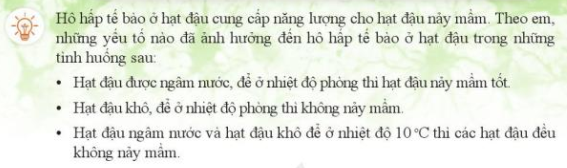 Hô hấp tế bào ở hạt đậu cung cấp năng lượng cho hạt đậu nảy mầm. Theo em,
những yếu tố nào đã ảnh hưởng đến hô hấp tế bào ở hạt đậu trong những
tình huống sau:
• Hạt đậu được ngâm nước, để ở nhiệt độ phòng thì hạt đậu nảy mầm tốt.
• Hạt đậu khô, để ở nhiệt độ phòng thì không nảy mầm.
• Hạt đậu ngâm nước và hạt đậu khô để ở nhiệt độ 10 °C thì các hạt đậu đều
không nảy mầm.